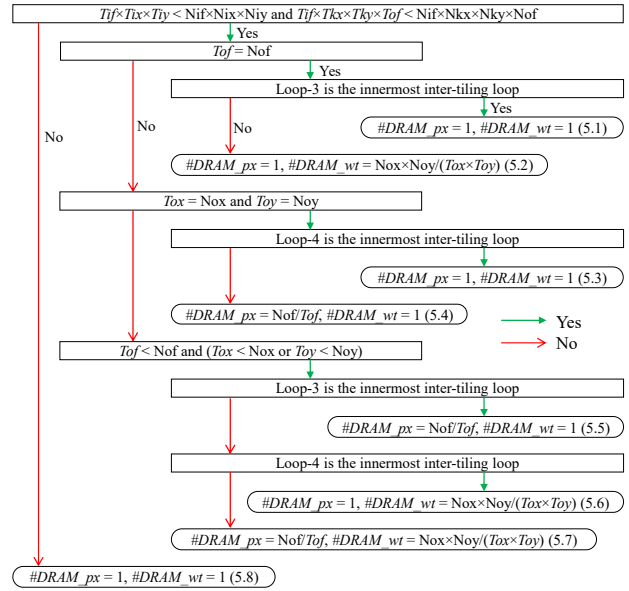 Tif×Tix×Tiy < Nif×Nix×Niy and Tif×Tkx×Tky×Tof < Nif×Nkx×Nky×Nof
Yes
Tof = Nof
Yes
Loop-3 is the innermost inter-tiling loop
Yes
No
No
No
#DRAM_px = 1, #DRAM_wt = 1 (5.1)
#DRAM_px = 1, #DRAM_wt = Nox×Noy/(Tox×Toy) (5.2)
Tox = Nox and Toy = Noy
Loop-4 is the innermost inter-tiling loop
#DRAM_px = 1, #DRAM_wt = 1 (5.3)
#DRAM_px = Nof/Tof, #DRAM_wt = 1 (5.4)
Yes
No
Tof < Nof and (Tox < Nox or Toy < Noy)
Loop-3 is the innermost inter-tiling loop
#DRAM_px = Nof/Tof, #DRAM_wt = 1 (5.5)
Loop-4 is the innermost inter-tiling loop
#DRAM_px = 1, #DRAM_wt = Nox×Noy/(Tox×Toy) (5.6)
#DRAM_px = Nof/Tof, #DRAM_wt = Nox×Noy/(Tox×Toy) (5.7)
#DRAM_px = 1, #DRAM_wt = 1 (5.8)